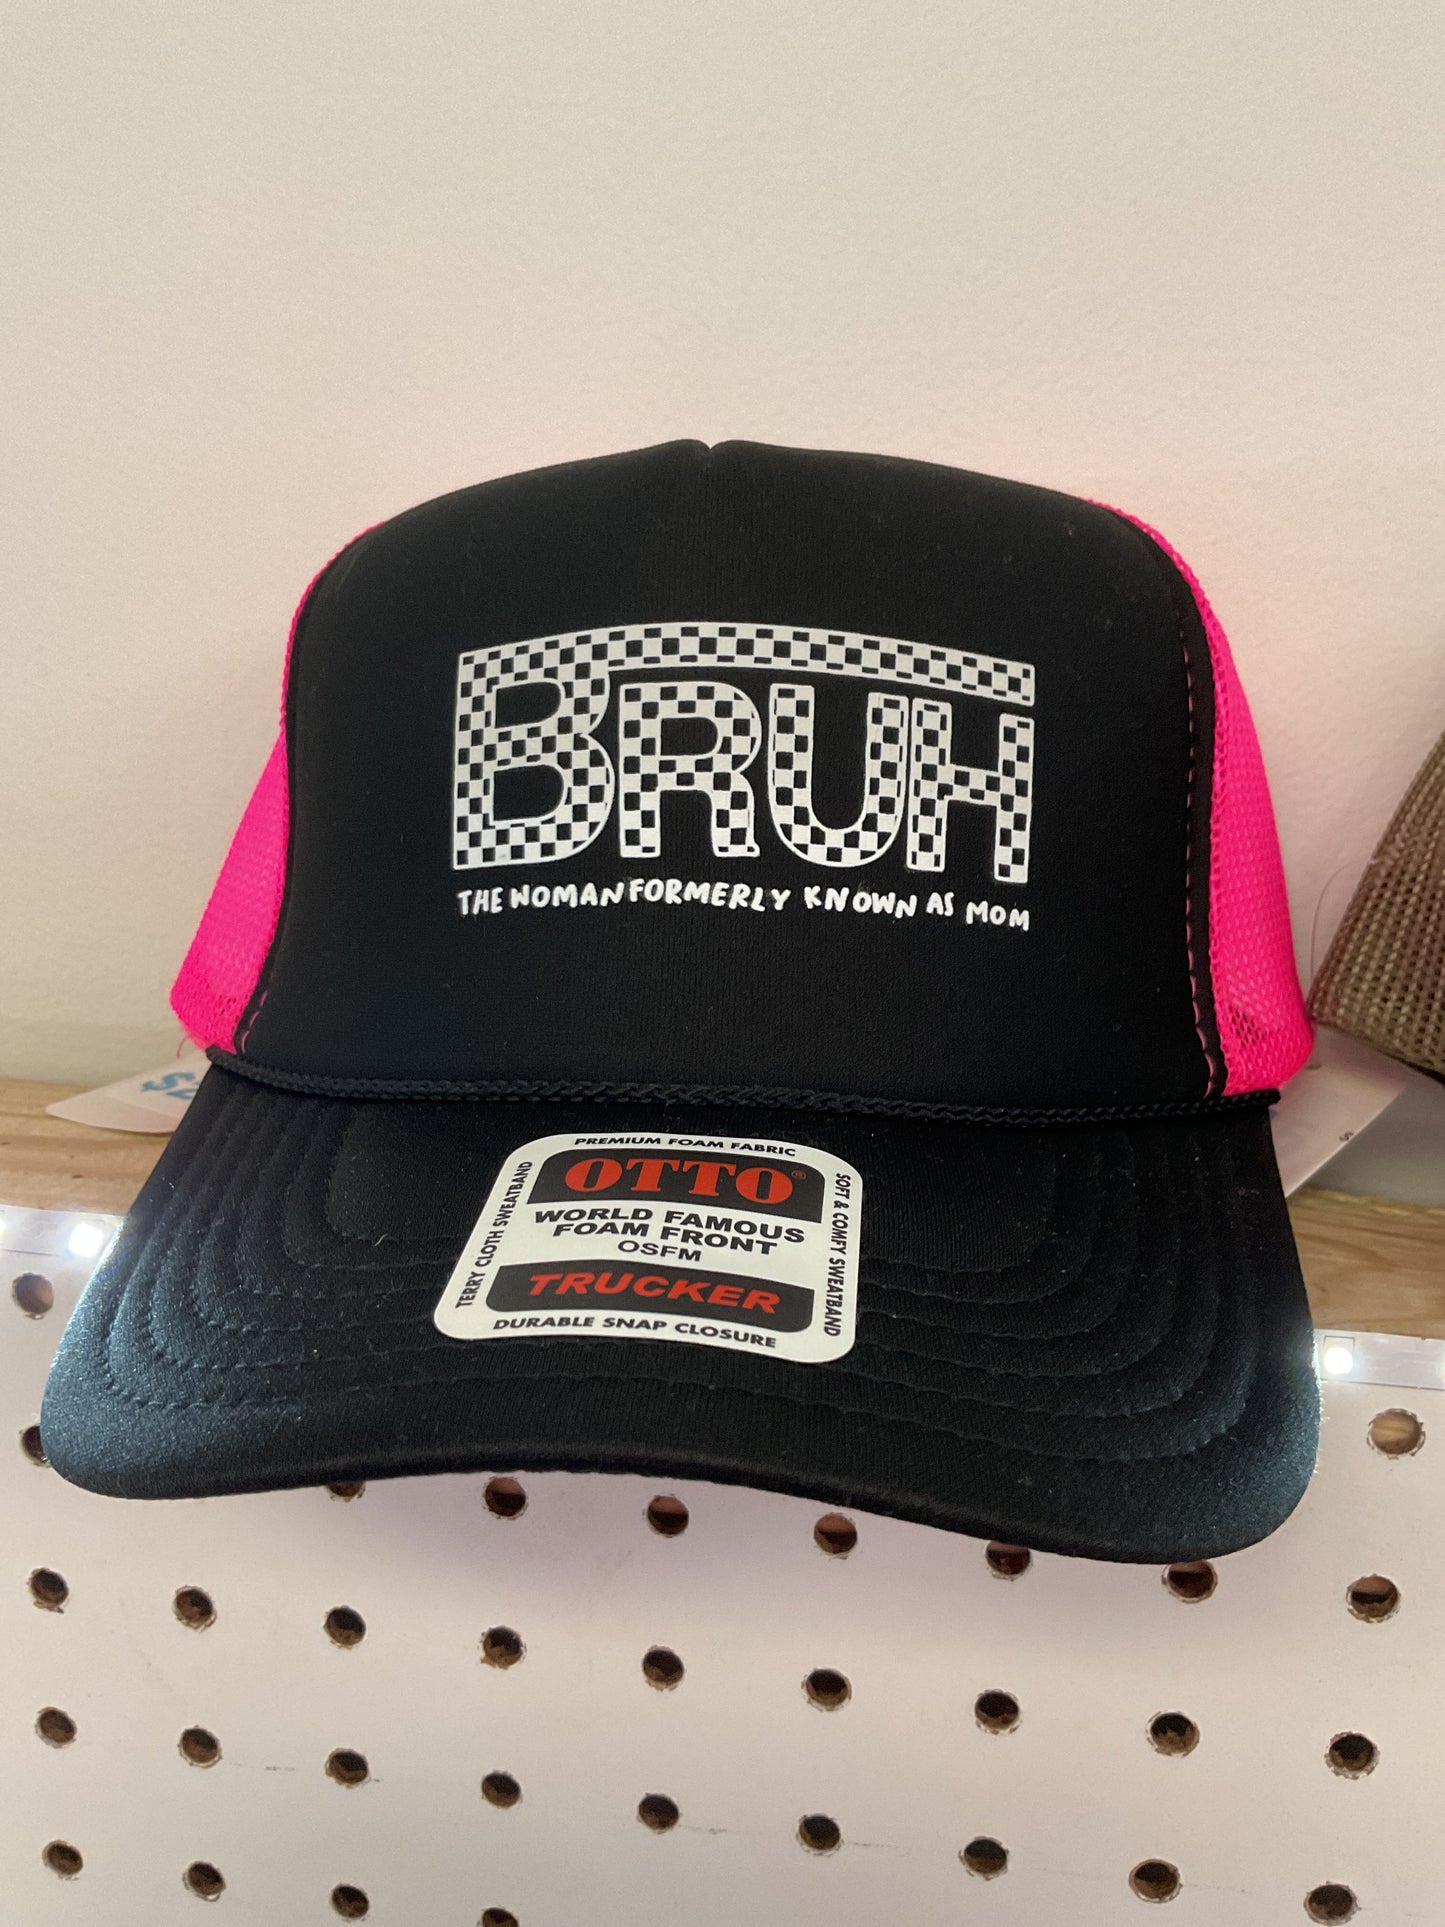 BRUH
THE WOMAN FORMERLY KNOWN AS MOM
PREMIUM FOAM FABRIC
OTTO®
WORLD FAMOUS
FOAM FRONT
OSFM
TRUCKER
DURABLE SNAP CLOSURE
TERRY CLOTH SWEATBAND
SOFT & COMFY SWEATBAND